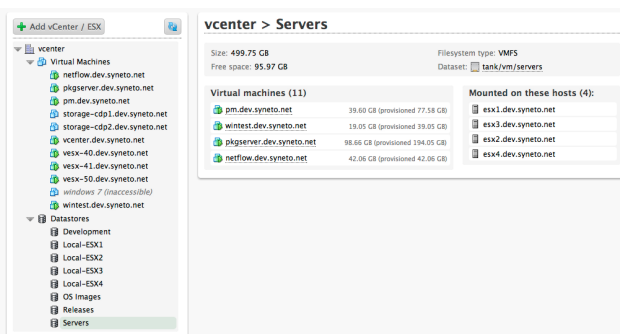 Add vCenter / ESX
vcenter
Virtual Machines
netflow.dev.syneto.net
pkgserver.dev.syneto.net
pm.dev.syneto.net
storage-cdp1.dev.syneto.net
storage-cdp2.dev.syneto.net
vcenter.dev.syneto.net
vesx-40.dev.syneto.net
vesx-41.dev.syneto.net
vesx-50.dev.syneto.net
windows 7 (inaccessible)
wintest.dev.syneto.net
Datastores
Development
Local-ESX1
Local-ESX2
Local-ESX3
Local-ESX4
OS Images
Releases
Servers
vcenter > Servers
Size: 499.75 GB
Free space: 95.97 GB
Filesystem type: VMFS
Dataset: tank/vm/servers
Virtual machines (11)
pm.dev.syneto.net 39.60 GB (provisioned 77.58 GB)
wintest.dev.syneto.net 19.05 GB (provisioned 39.05 GB)
pkgserver.dev.syneto.net 98.66 GB (provisioned 194.05 GB)
netflow.dev.syneto.net 42.06 GB (provisioned 42.06 GB)
Mounted on these hosts (4):
esx1.dev.syneto.net
esx3.dev.syneto.net
esx2.dev.syneto.net
esx4.dev.syneto.net